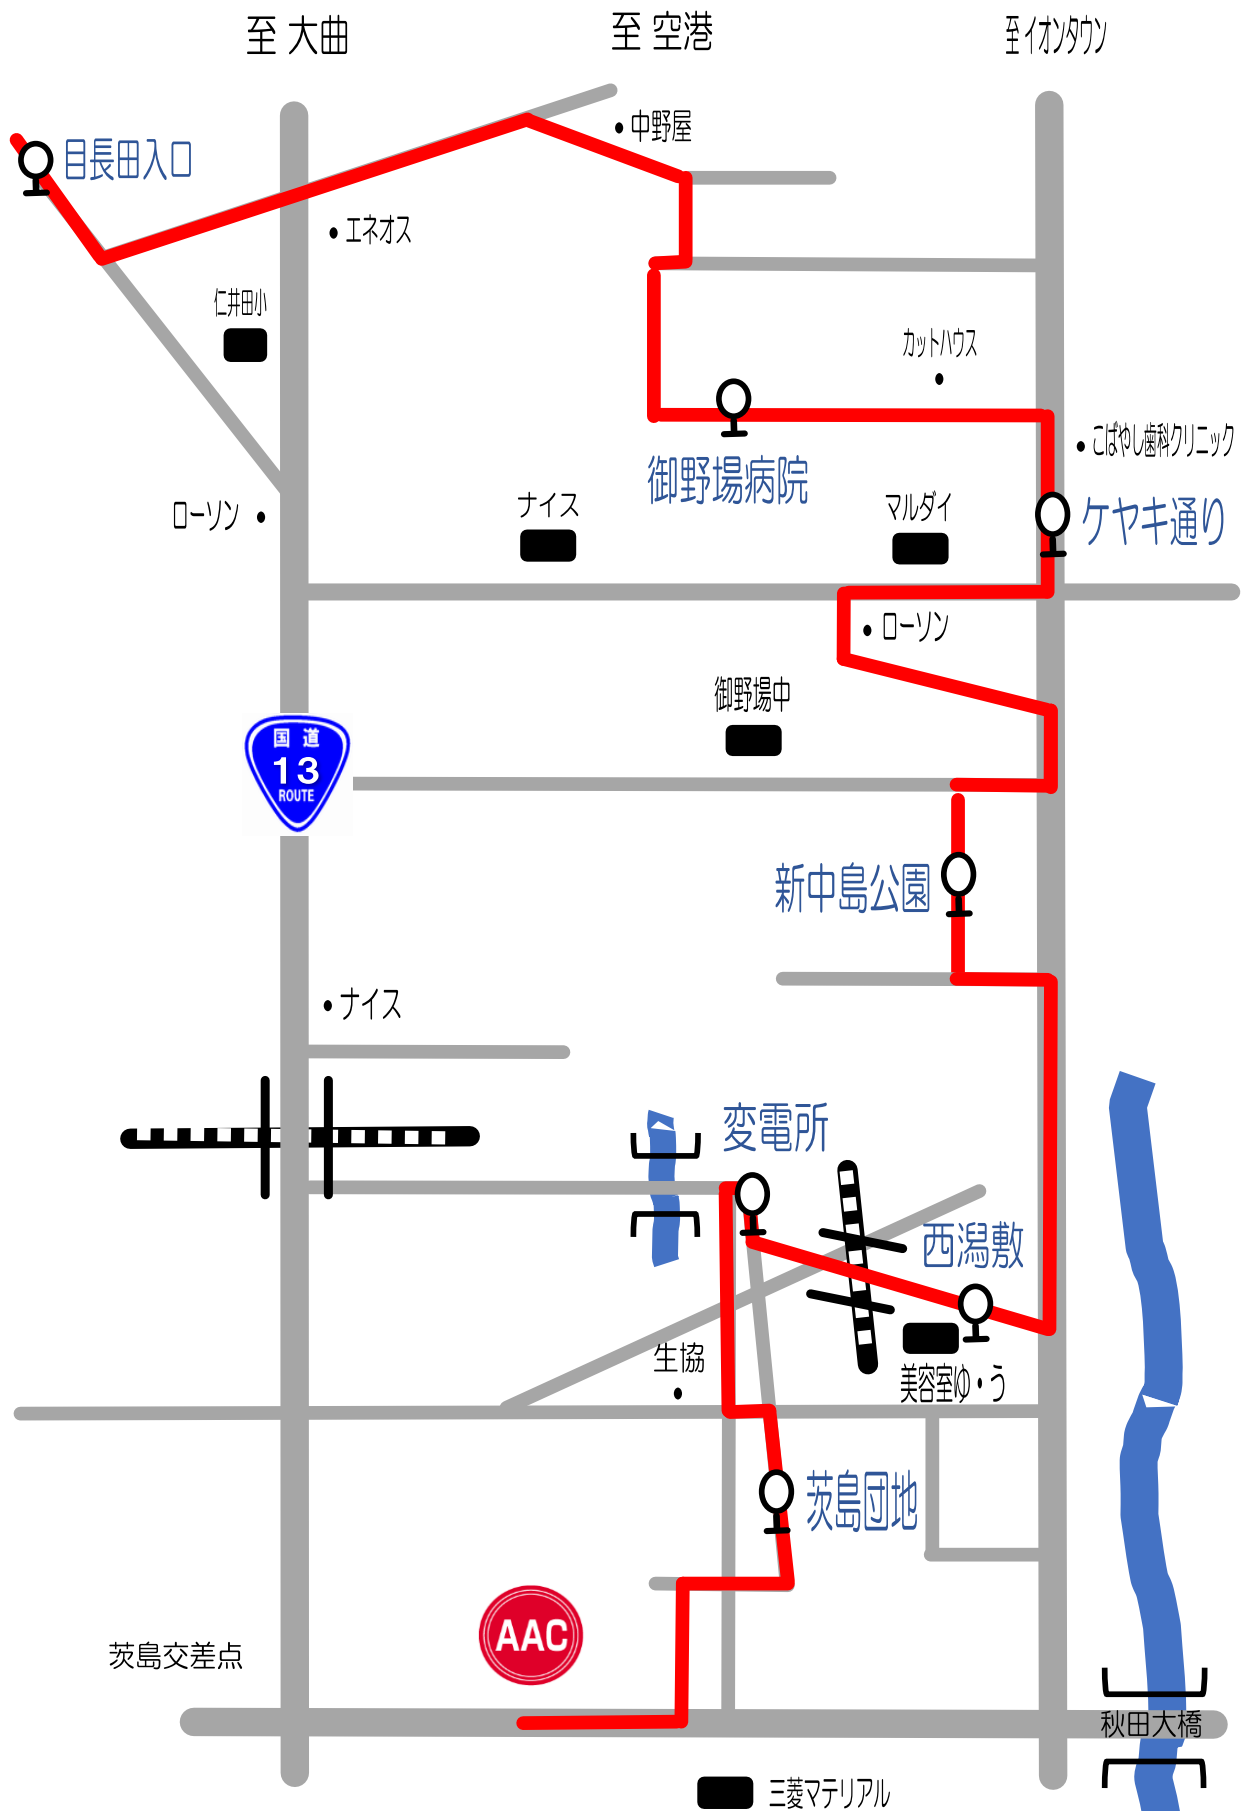 至 大曲
至 空港
至 イオンタウン
中野屋
目長田入口
エネオス
仁井田小
カットハウス
こばやし歯科クリニック
御野場病院
ナイス
マルダイ
ケヤキ通り
ローソン
ローソン
御野場中
国道
13
ROUTE
新中島公園
ナイス
変電所
西潟敷
生協
美容室ゆ・う
茨島団地
AAC
茨島交差点
秋田大橋
三菱マテリアル